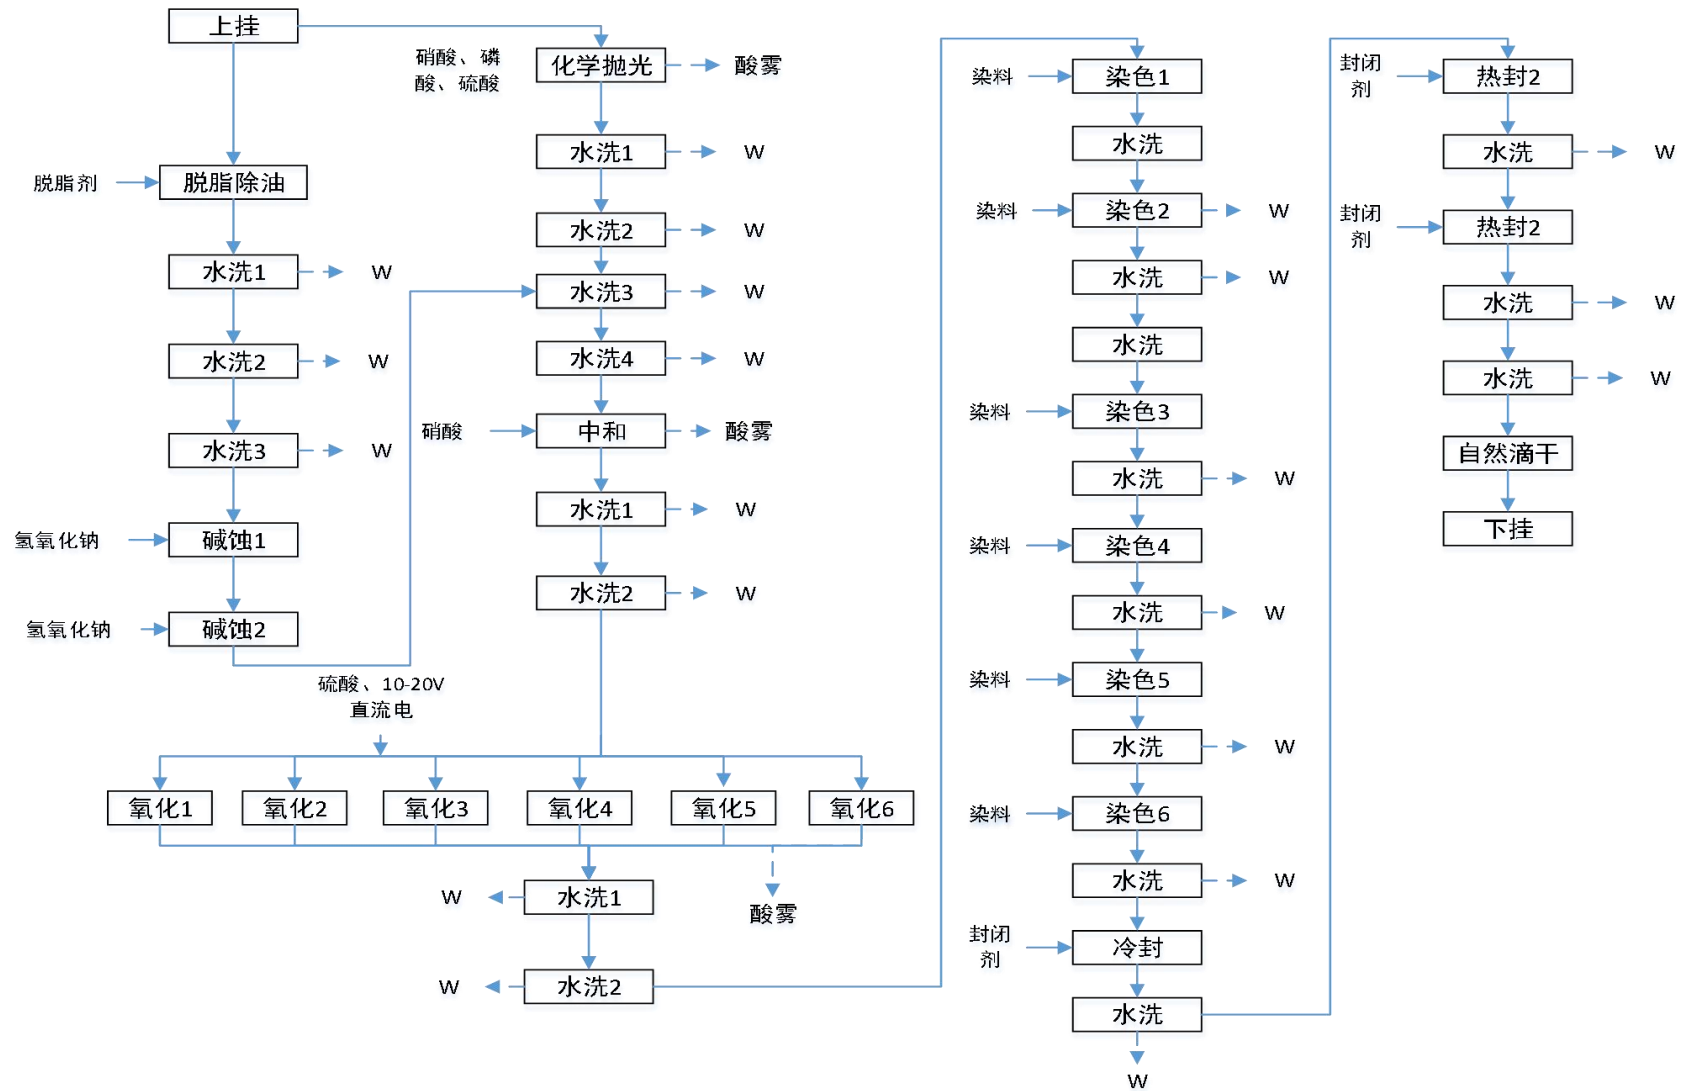 上挂
脱脂剂
脱脂除油
水洗1
W
水洗2
W
水洗3
W
氢氧化钠
碱蚀1
氢氧化钠
碱蚀2
硝酸、磷
酸、硫酸
化学抛光
酸雾
水洗1
W
水洗2
W
水洗3
W
水洗4
W
硝酸
中和
酸雾
水洗1
W
水洗2
W
硫酸、10-20V
直流电
氧化1
氧化2
氧化3
氧化4
氧化5
氧化6
酸雾
W
水洗1
W
水洗2
染料
染色1
水洗
染料
染色2
W
水洗
W
水洗
染料
染色3
水洗
W
染料
染色4
水洗
W
染料
染色5
水洗
W
染料
染色6
水洗
W
封闭
剂
冷封
水洗
W
封闭
剂
热封2
水洗
W
封闭
剂
热封2
水洗
W
水洗
W
自然滴干
下挂